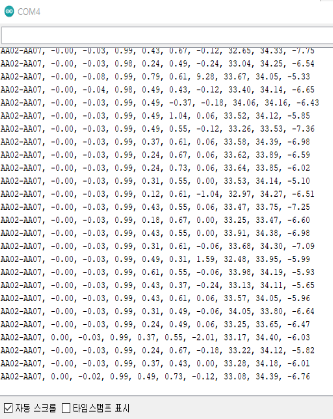 COM4
AA02-AA07, -0.00, -0.03, 0.99, 0.43, 0.67, -0.12, 32.65, 34.33, -7.75
AA02-AA07, -0.00, -0.03, 0.98, 0.24, 0.49, -0.24, 33.04, 34.25, -6.54
AA02-AA07, -0.00, -0.08, 0.99, 0.79, 0.61, 9.28, 33.67, 34.05, -5.33
AA02-AA07, -0.00, -0.04, 0.98, 0.49, 0.43, -0.12, 33.40, 34.14, -6.65
AA02-AA07, -0.00, -0.03, 0.99, 0.49, -0.37, -0.18, 34.06, 34.16, -6.43
AA02-AA07, -0.00, -0.03, 0.99, 0.49, 1.04, 0.06, 33.52, 34.12, -5.85
AA02-AA07, -0.00, -0.03, 0.99, 0.49, 0.55, -0.12, 33.26, 33.53, -7.36
AA02-AA07, -0.00, -0.03, 0.99, 0.37, 0.61, 0.06, 33.58, 34.39, -6.98
AA02-AA07, -0.00, -0.03, 0.99, 0.24, 0.67, 0.06, 33.62, 33.89, -6.59
AA02-AA07, -0.00, -0.03, 0.99, 0.24, 0.73, 0.06, 33.64, 33.85, -6.02
AA02-AA07, -0.00, -0.03, 0.99, 0.31, 0.55, 0.00, 33.53, 34.14, -5.10
AA02-AA07, -0.00, -0.03, 0.99, 0.12, 0.61, -1.04, 32.97, 34.27, -6.51
AA02-AA07, -0.00, -0.03, 0.99, 0.43, 0.55, 0.06, 33.47, 33.75, -7.25
AA02-AA07, -0.00, -0.03, 0.99, 0.18, 0.67, 0.00, 33.25, 33.47, -6.60
AA02-AA07, -0.00, -0.03, 0.99, 0.43, 0.55, 0.00, 33.91, 34.38, -6.98
AA02-AA07, -0.00, -0.03, 0.99, 0.31, 0.61, -0.06, 33.68, 34.30, -7.09
AA02-AA07, -0.00, -0.03, 0.99, 0.49, 0.31, 1.59, 32.48, 33.95, -5.99
AA02-AA07, -0.00, -0.03, 0.99, 0.61, 0.55, -0.06, 33.98, 34.19, -5.93
AA02-AA07, -0.00, -0.03, 0.99, 0.43, 0.37, -0.24, 33.13, 34.11, -5.65
AA02-AA07, -0.00, -0.03, 0.99, 0.43, 0.61, 0.06, 33.57, 34.05, -5.96
AA02-AA07, -0.00, -0.03, 0.99, 0.31, 0.49, -0.06, 34.05, 33.80, -6.64
AA02-AA07, -0.00, -0.03, 0.99, 0.24, 0.49, 0.06, 33.25, 33.65, -6.47
AA02-AA07, 0.00, -0.03, 0.99, 0.37, 0.55, -2.01, 33.17, 34.40, -6.03
AA02-AA07, -0.00, -0.03, 0.99, 0.24, 0.67, -0.18, 33.22, 34.12, -5.82
AA02-AA07, -0.00, -0.03, 0.99, 0.37, 0.43, 0.00, 33.28, 34.18, -6.01
AA02-AA07, 0.00, -0.02, 0.99, 0.49, 0.73, -0.12, 33.08, 34.39, -6.76
자동 스크롤 타임스탬프 표시